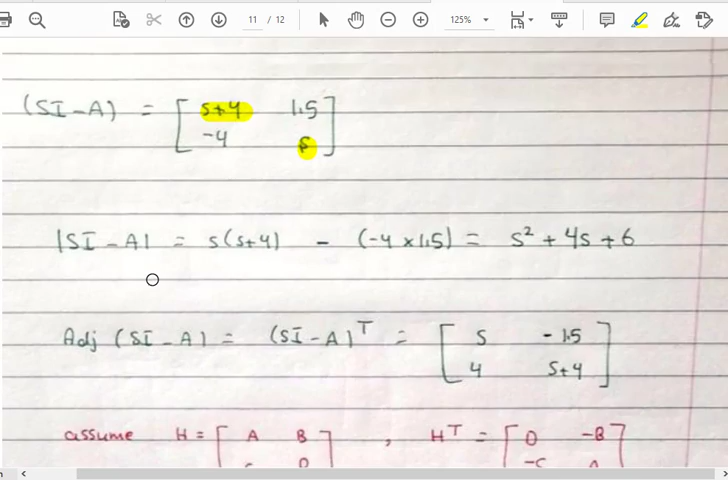 11 / 12 125%
(SI-A) = [ s+4 1.5
-4 s ]
|SI-A| = s(s+4) - (-4×1.5) = s² + 4s + 6
Adj (SI-A) = (SI-A)ᵀ = [ s -1.5
4 s+4 ]
assume H = [ A B ] , Hᵀ = [ D -B ]
-C A